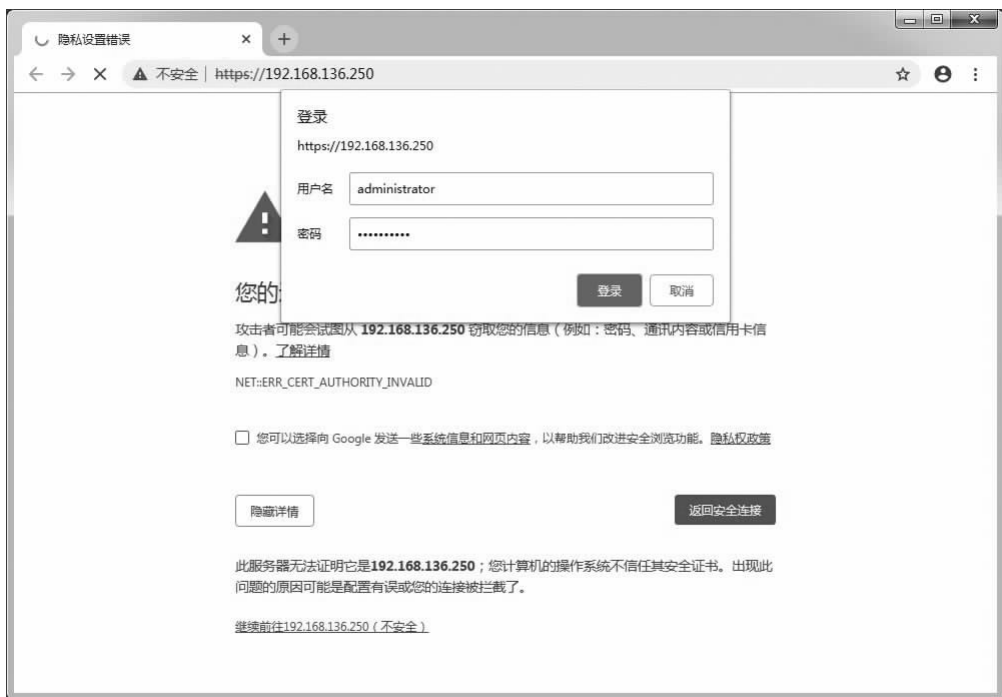 隐私设置错误
不安全 | https://192.168.136.250
登录
https://192.168.136.250
用户名 administrator
密码 ••••••••••
登录 取消
您的
攻击者可能会试图从 192.168.136.250 窃取您的信息（例如：密码、通讯内容或信用卡信
息）。了解详情
NET::ERR_CERT_AUTHORITY_INVALID
您可以选择向 Google 发送一些系统信息和网页内容，以帮助我们改进安全浏览功能。隐私权政策
隐藏详情 返回安全连接
此服务器无法证明它是192.168.136.250；您计算机的操作系统不信任其安全证书。出现此
问题的原因可能是配置有误或您的连接被拦截了。
继续前往192.168.136.250（不安全）